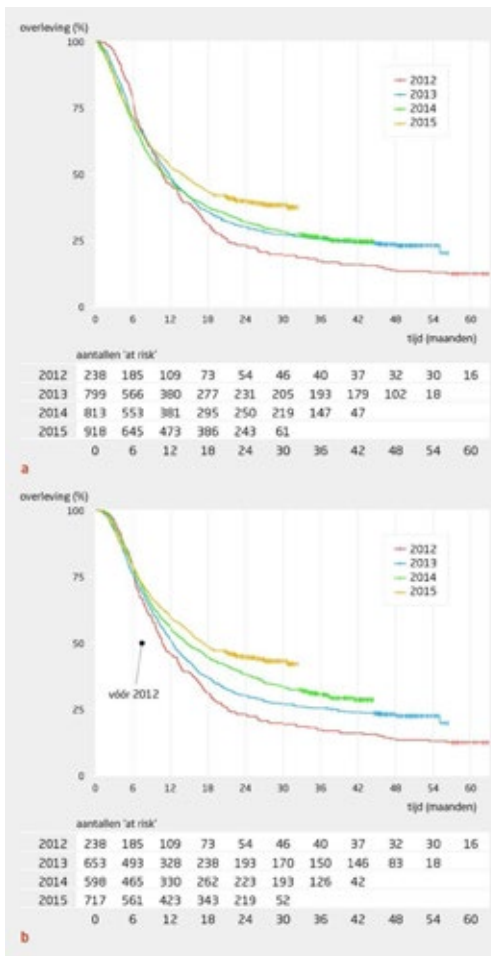 overleving (%)
100
75
50
25
0
2012
2013
2014
2015
0 6 12 18 24 30 36 42 48 54 60
tijd (maanden)
aantallen 'at risk'
2012 238 185 109 73 54 46 40 37 32 30 16
2013 799 566 380 277 231 205 193 179 102 18
2014 813 553 381 295 250 219 147 47
2015 918 645 473 386 243 61
0 6 12 18 24 30 36 42 48 54 60
a
overleving (%)
100
75
50
25
0
2012
2013
2014
2015
vóór 2012
0 6 12 18 24 30 36 42 48 54 60
tijd (maanden)
aantallen 'at risk'
2012 238 185 109 73 54 46 40 37 32 30 16
2013 653 493 328 238 193 170 150 146 83 18
2014 598 465 330 262 223 193 126 42
2015 717 561 423 343 219 52
0 6 12 18 24 30 36 42 48 54 60
b